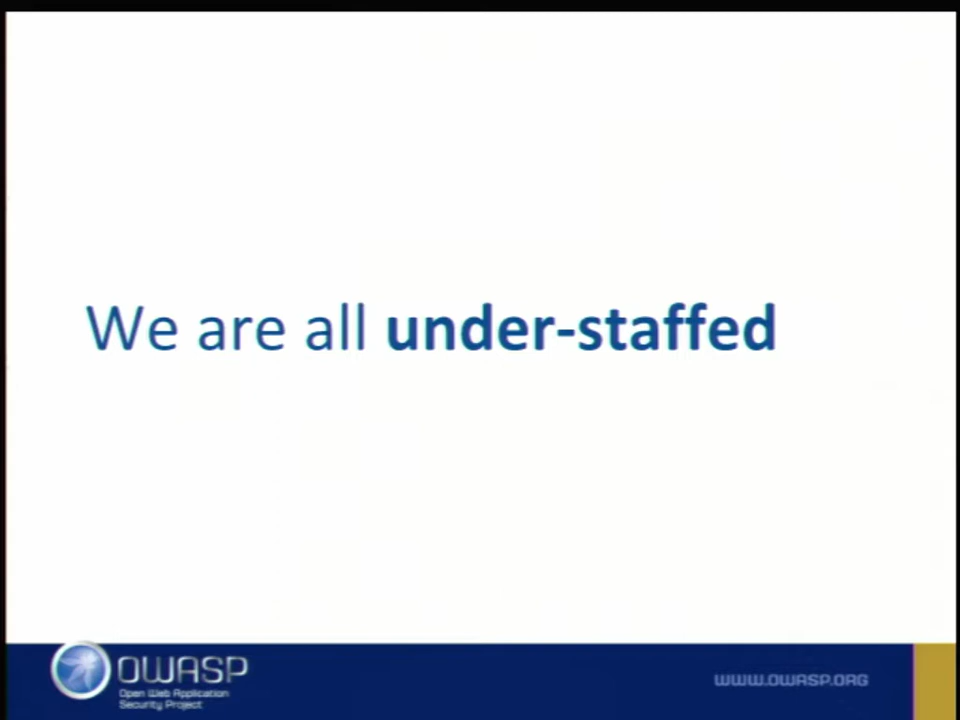 We are all under-staffed
OWASP
Open Web Application
Security Project
WWW.OWASP.ORG